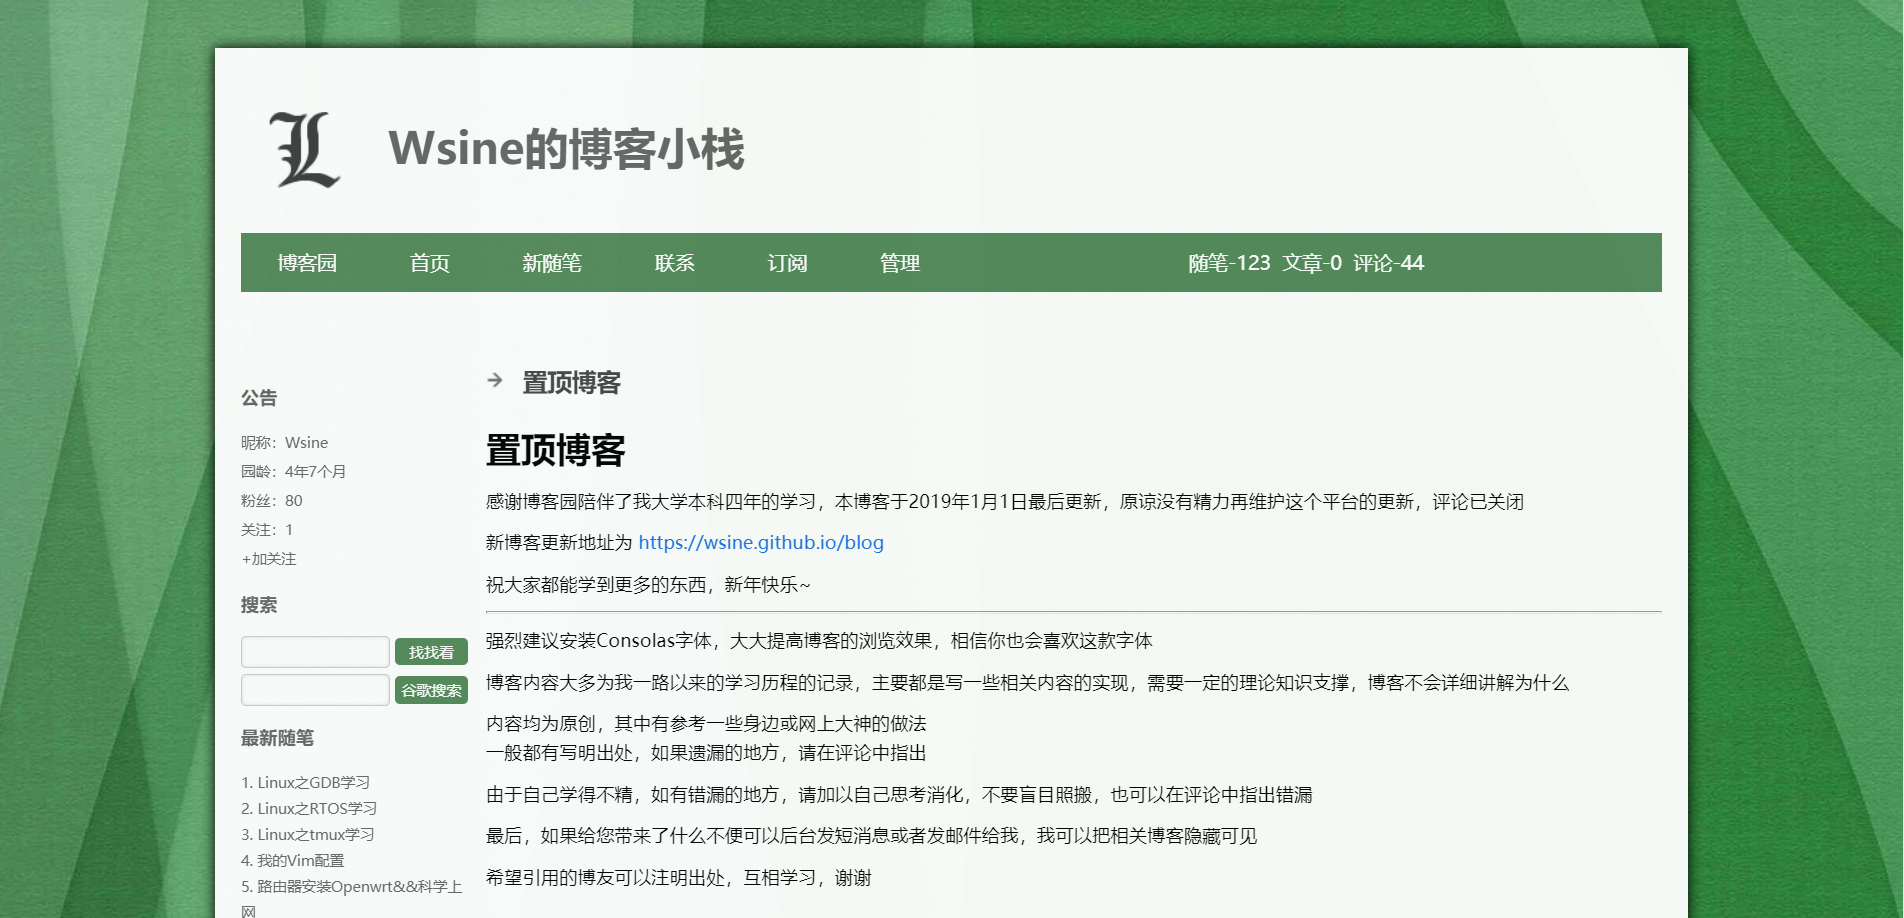 L
Wsine的博客小栈
博客园 首页 新随笔 联系 订阅 管理 随笔-123 文章-0 评论-44
公告
昵称：Wsine
园龄：4年7个月
粉丝：80
关注：1
+加关注
搜索
找找看
谷歌搜索
最新随笔
1. Linux之GDB学习
2. Linux之RTOS学习
3. Linux之tmux学习
4. 我的Vim配置
5. 路由器安装Openwrt&&科学上
网
置顶博客
置顶博客
感谢博客园陪伴了我大学本科四年的学习，本博客于2019年1月1日最后更新，原谅没有精力再维护这个平台的更新，评论已关闭
新博客更新地址为 https://wsine.github.io/blog
祝大家都能学到更多的东西，新年快乐~
强烈建议安装Consolas字体，大大提高博客的浏览效果，相信你也会喜欢这款字体
博客内容大多为我一路以来的学习历程的记录，主要都是写一些相关内容的实现，需要一定的理论知识支撑，博客不会详细讲解为什么
内容均为原创，其中有参考一些身边或网上大神的做法
一般都有写明出处，如果遗漏的地方，请在评论中指出
由于自己学得不精，如有错漏的地方，请加以自己思考消化，不要盲目照搬，也可以在评论中指出错漏
最后，如果给您带来了什么不便可以后台发短消息或者发邮件给我，我可以把相关博客隐藏可见
希望引用的博友可以注明出处，互相学习，谢谢